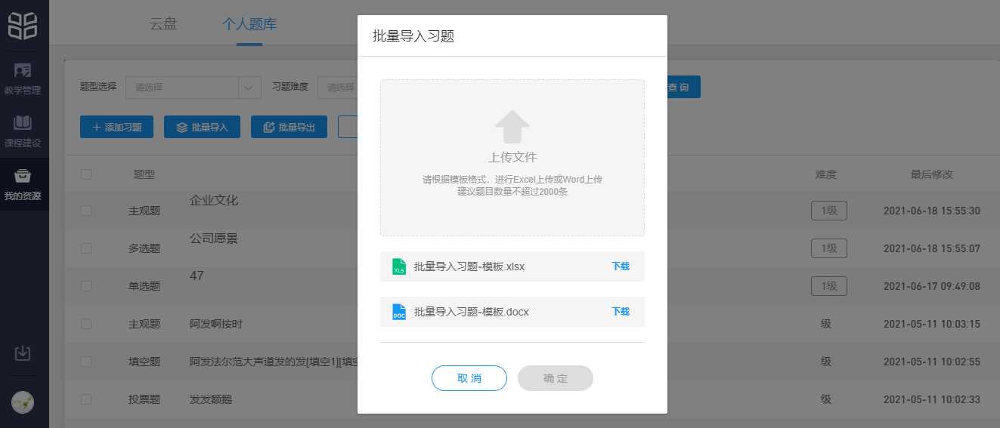 云盘
个人题库
教学管理
课程建设
我的资源
题型选择
请选择
习题难度
请选择
查 询
添加习题
批量导入
批量导出
题型
难度
最后修改
主观题
企业文化
1级
2021-06-18 15:55:30
多选题
公司愿景
1级
2021-06-18 15:55:07
单选题
47
1级
2021-06-17 09:49:08
主观题
阿发啊按时
级
2021-05-11 10:03:15
填空题
阿发法尔范大声道发的发[填空1][填空
级
2021-05-11 10:02:55
投票题
发发额鹅
级
2021-05-11 10:02:33
批量导入习题
上传文件
请根据模板格式，进行Excel上传或Word上传
建议题目数量不超过2000条
XLS
批量导入习题-模板.xlsx
下载
DOC
批量导入习题-模板.docx
下载
取 消
确 定